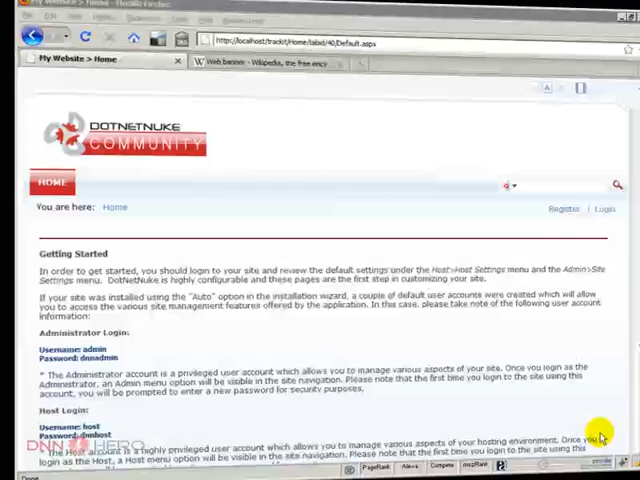 My Website > Home - Mozilla Firefox
http://localhost/trackit/Home/tabid/40/Default.aspx
My Website > Home
Web banner - Wikipedia, the free ency
DOTNETNUKE
COMMUNITY
HOME
You are here: Home
Register | Login
Getting Started
In order to get started, you should login to your site and review the default settings under the Host>Host Settings menu and the Admin>Site
Settings menu. DotNetNuke is highly configurable and these pages are the first step in customizing your site.
If your site was installed using the "Auto" option in the installation wizard, a couple of default user accounts were created which will allow
you to access the various site management features offered by the application. In this case, please take note of the following user account
information:
Administrator Login:
Username: admin
Password: dnnadmin
* The Administrator account is a privileged user account which allows you to manage various aspects of your site. Once you login as the
Administrator, an Admin menu option will be visible in the site navigation. Please note that the first time you login to the site using this
account, you will be prompted to enter a new password for security purposes.
Host Login:
Username: host
Password: dnnhost
DNN HERO
* The Host account is a highly privileged user account which allows you to manage various aspects of your hosting environment. Once you
login as the Host, a Host menu option will be visible in the site navigation. Please note that the first time you login to the site using this
PageRank
Alexa
Compete
mozRank
Done